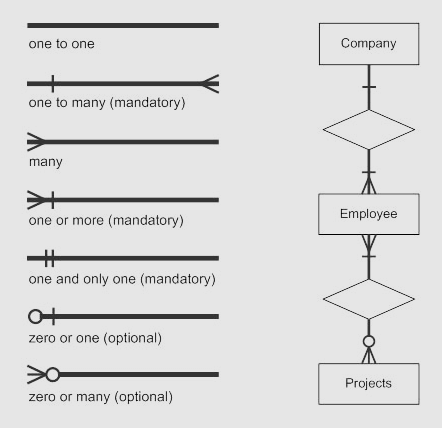 one to one
one to many (mandatory)
many
one or more (mandatory)
one and only one (mandatory)
zero or one (optional)
zero or many (optional)
Company
Employee
Projects